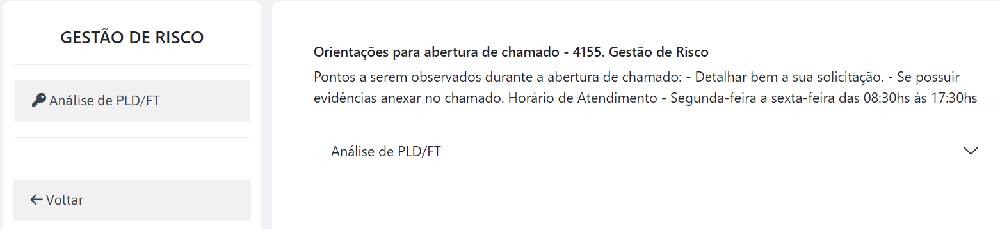 GESTÃO DE RISCO
Análise de PLD/FT
Voltar
Orientações para abertura de chamado - 4155. Gestão de Risco
Pontos a serem observados durante a abertura de chamado: - Detalhar bem a sua solicitação. - Se possuir
evidências anexar no chamado. Horário de Atendimento - Segunda-feira a sexta-feira das 08:30hs às 17:30hs
Análise de PLD/FT